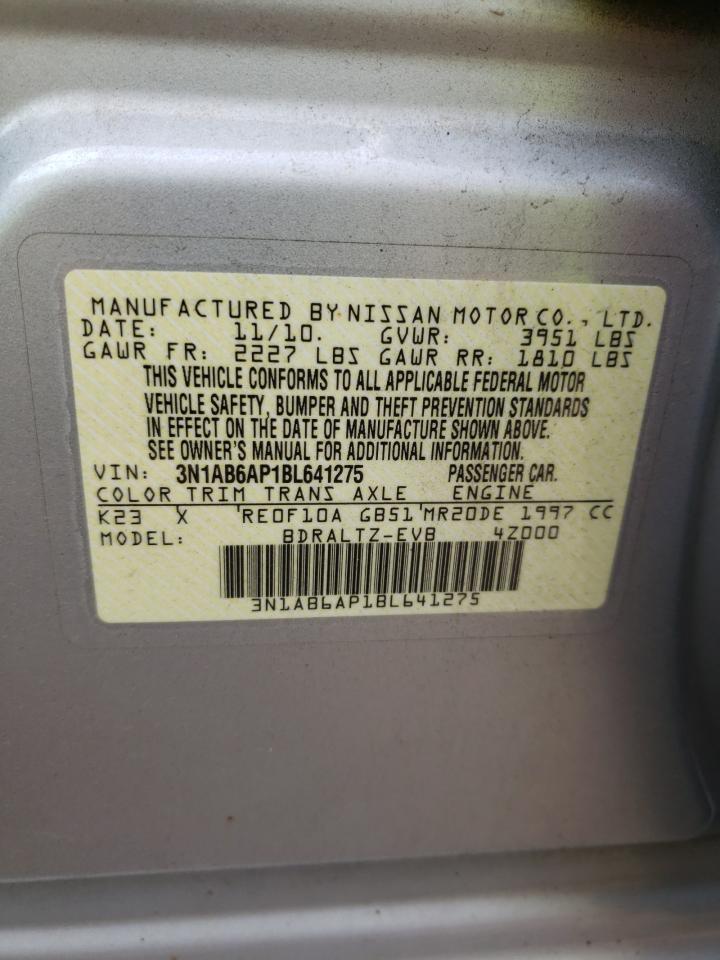 MANUFACTURED BY NISSAN MOTOR CO., LTD.
DATE: 11/10. GVWR: 3951 LBS
GAWR FR: 2227 LBS GAWR RR: 1810 LBS
THIS VEHICLE CONFORMS TO ALL APPLICABLE FEDERAL MOTOR
VEHICLE SAFETY, BUMPER AND THEFT PREVENTION STANDARDS
IN EFFECT ON THE DATE OF MANUFACTURE SHOWN ABOVE.
SEE OWNER'S MANUAL FOR ADDITIONAL INFORMATION.
VIN: 3N1AB6AP1BL641275 PASSENGER CAR.
COLOR TRIM TRANS AXLE ENGINE
K23 X 'RE0F10A GB51'MR20DE 1997 CC
MODEL: BDRALTZ-EVB 4Z000
3N1AB6AP1BL641275